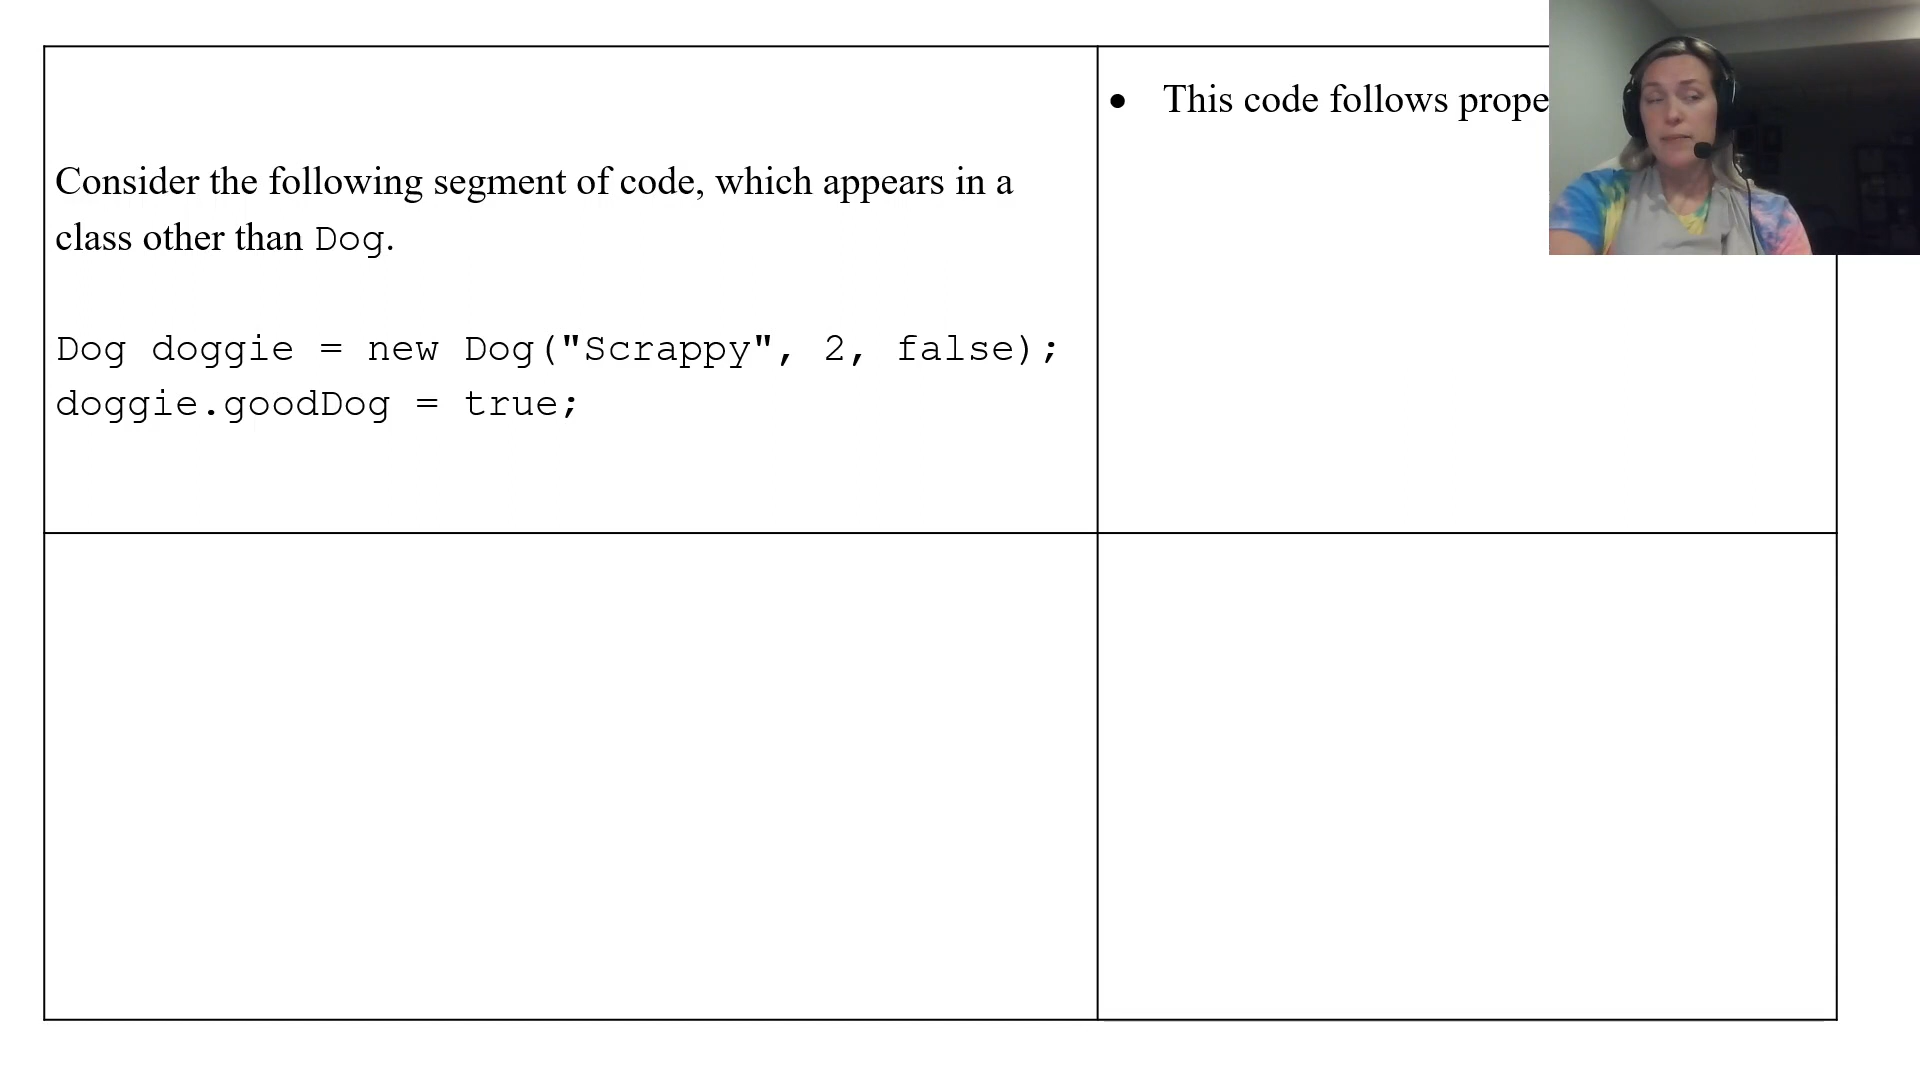 Consider the following segment of code, which appears in a
class other than Dog.
Dog doggie = new Dog("Scrappy", 2, false);
doggie.goodDog = true;
• This code follows prope